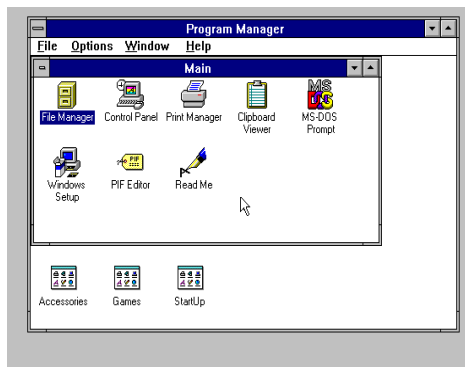 Program Manager
File Options Window Help
Main
MS-
DOS
File Manager Control Panel Print Manager Clipboard Viewer MS-DOS Prompt
PIF
Windows Setup PIF Editor Read Me
Accessories Games StartUp